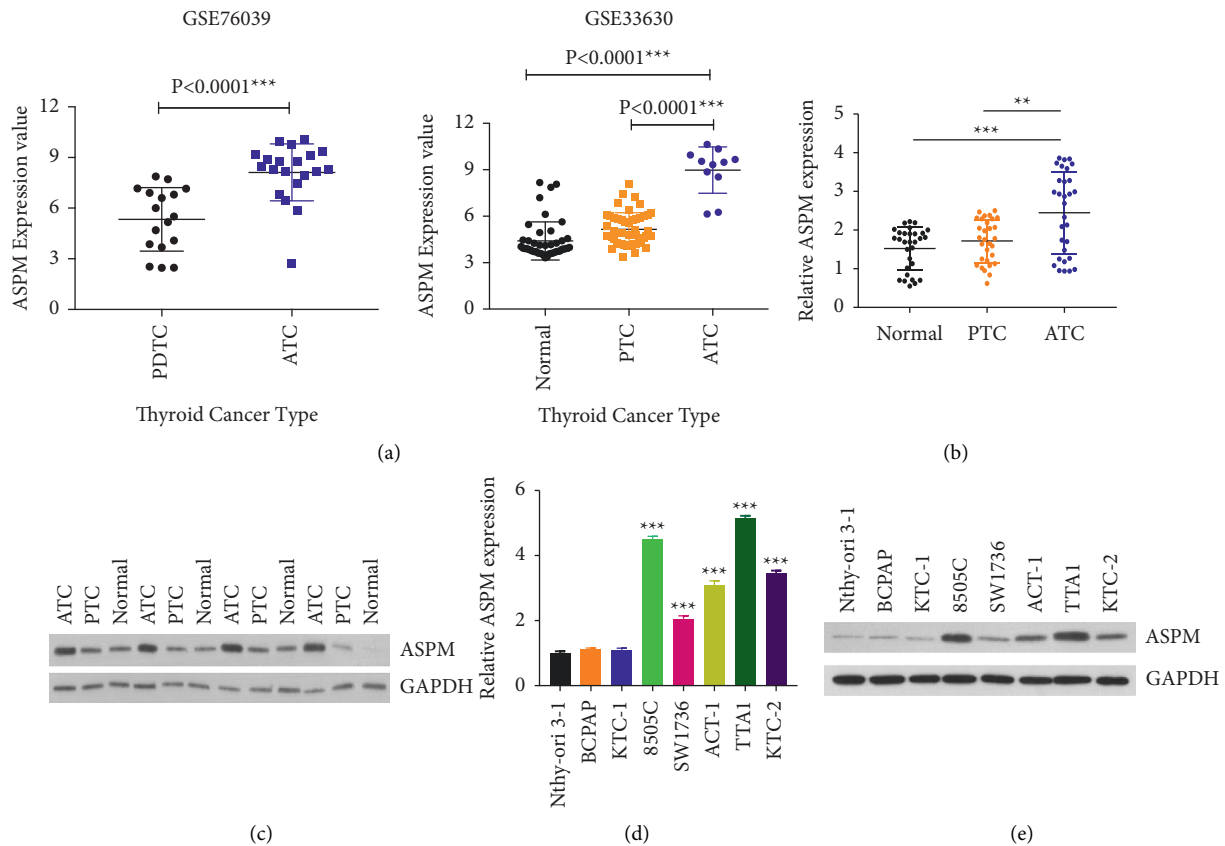 GSE76039
P<0.0001***
ASPM Expression value
12
9
6
3
0
PDTC
ATC
Thyroid Cancer Type
GSE33630
P<0.0001***
P<0.0001***
ASPM Expression value
12
9
6
3
0
Normal
PTC
ATC
Thyroid Cancer Type
(a)
**
***
Relative ASPM expression
5
4
3
2
1
0
Normal PTC ATC
(b)
ATC PTC Normal ATC PTC Normal ATC PTC Normal ATC PTC Normal
ASPM
GAPDH
(c)
Relative ASPM expression
6
4
2
0
*** *** *** *** ***
Nthy-ori 3-1
BCPAP
KTC-1
8505C
SW1736
ACT-1
TTA1
KTC-2
(d)
Nthy-ori 3-1
BCPAP
KTC-1
8505C
SW1736
ACT-1
TTA1
KTC-2
ASPM
GAPDH
(e)